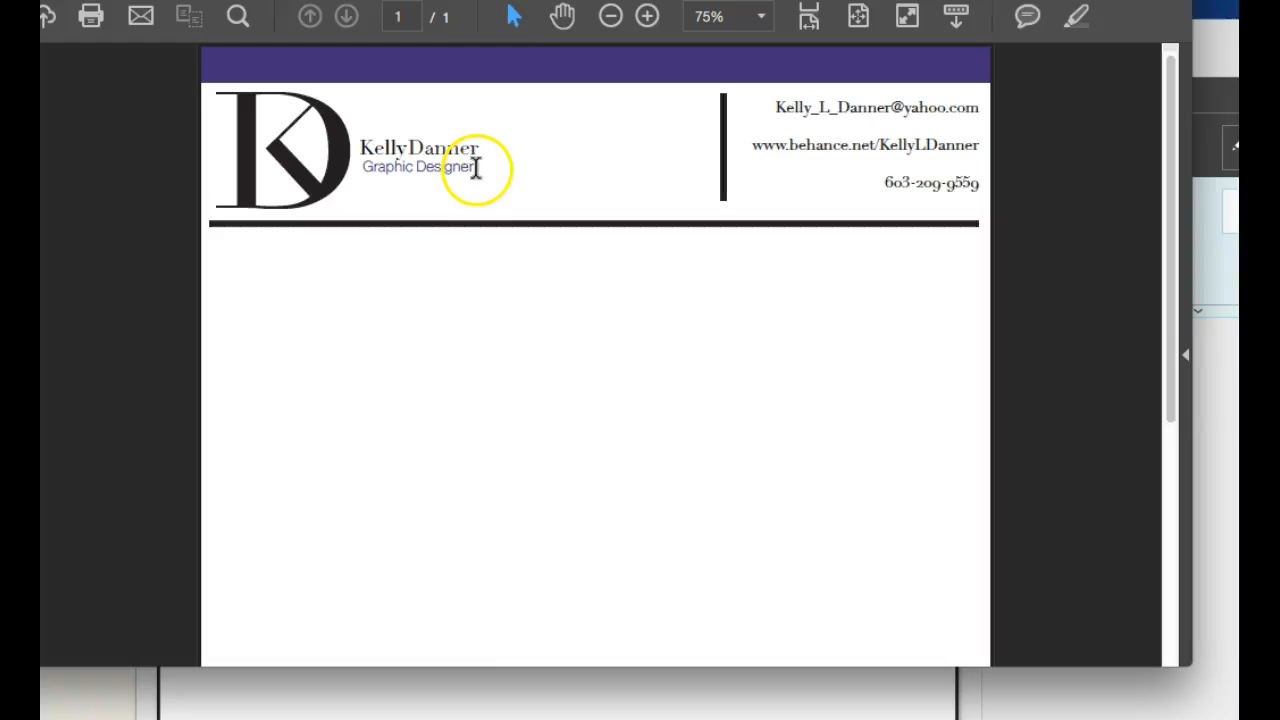 1 / 1
75%
KD
KellyDanner
Graphic Designer
Kelly_L_Danner@yahoo.com
www.behance.net/KellyLDanner
603-209-9559